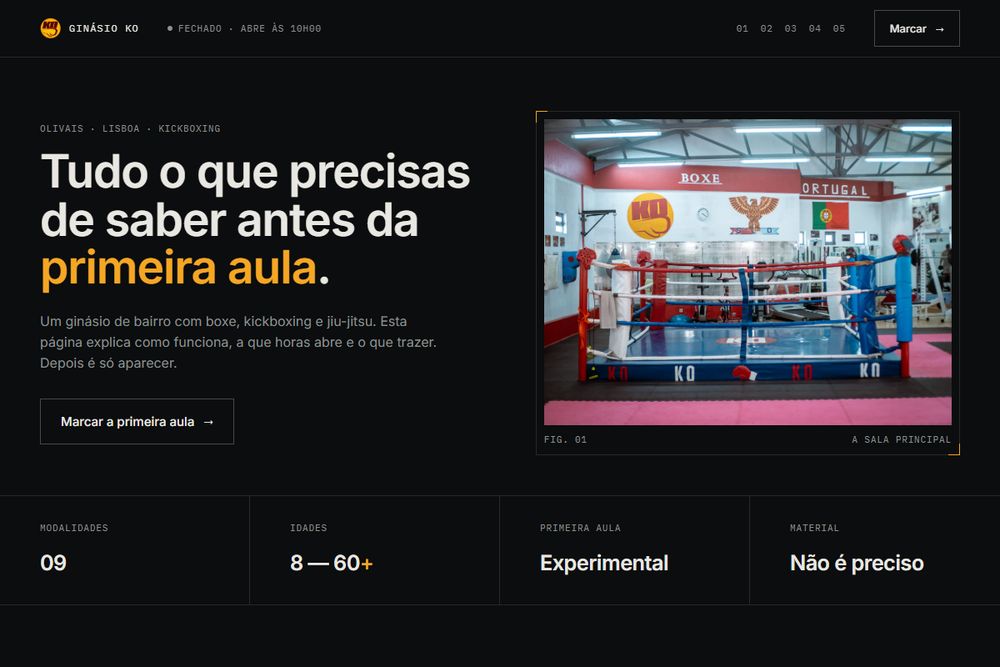 KO
GINÁSIO KO
FECHADO · ABRE ÀS 10H00
01 02 03 04 05
Marcar →
OLIVAIS · LISBOA · KICKBOXING
Tudo o que precisas
de saber antes da
primeira aula.
Um ginásio de bairro com boxe, kickboxing e jiu-jitsu. Esta
página explica como funciona, a que horas abre e o que trazer.
Depois é só aparecer.
Marcar a primeira aula →
BOXE
ORTUGAL
KO
KO
KO
KO
KO
FIG. 01
A SALA PRINCIPAL
MODALIDADES
09
IDADES
8 — 60+
PRIMEIRA AULA
Experimental
MATERIAL
Não é preciso